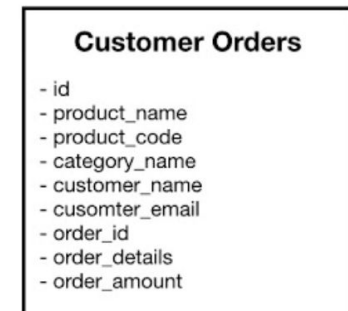 Customer Orders
- id
- product_name
- product_code
- category_name
- customer_name
- cusomter_email
- order_id
- order_details
- order_amount